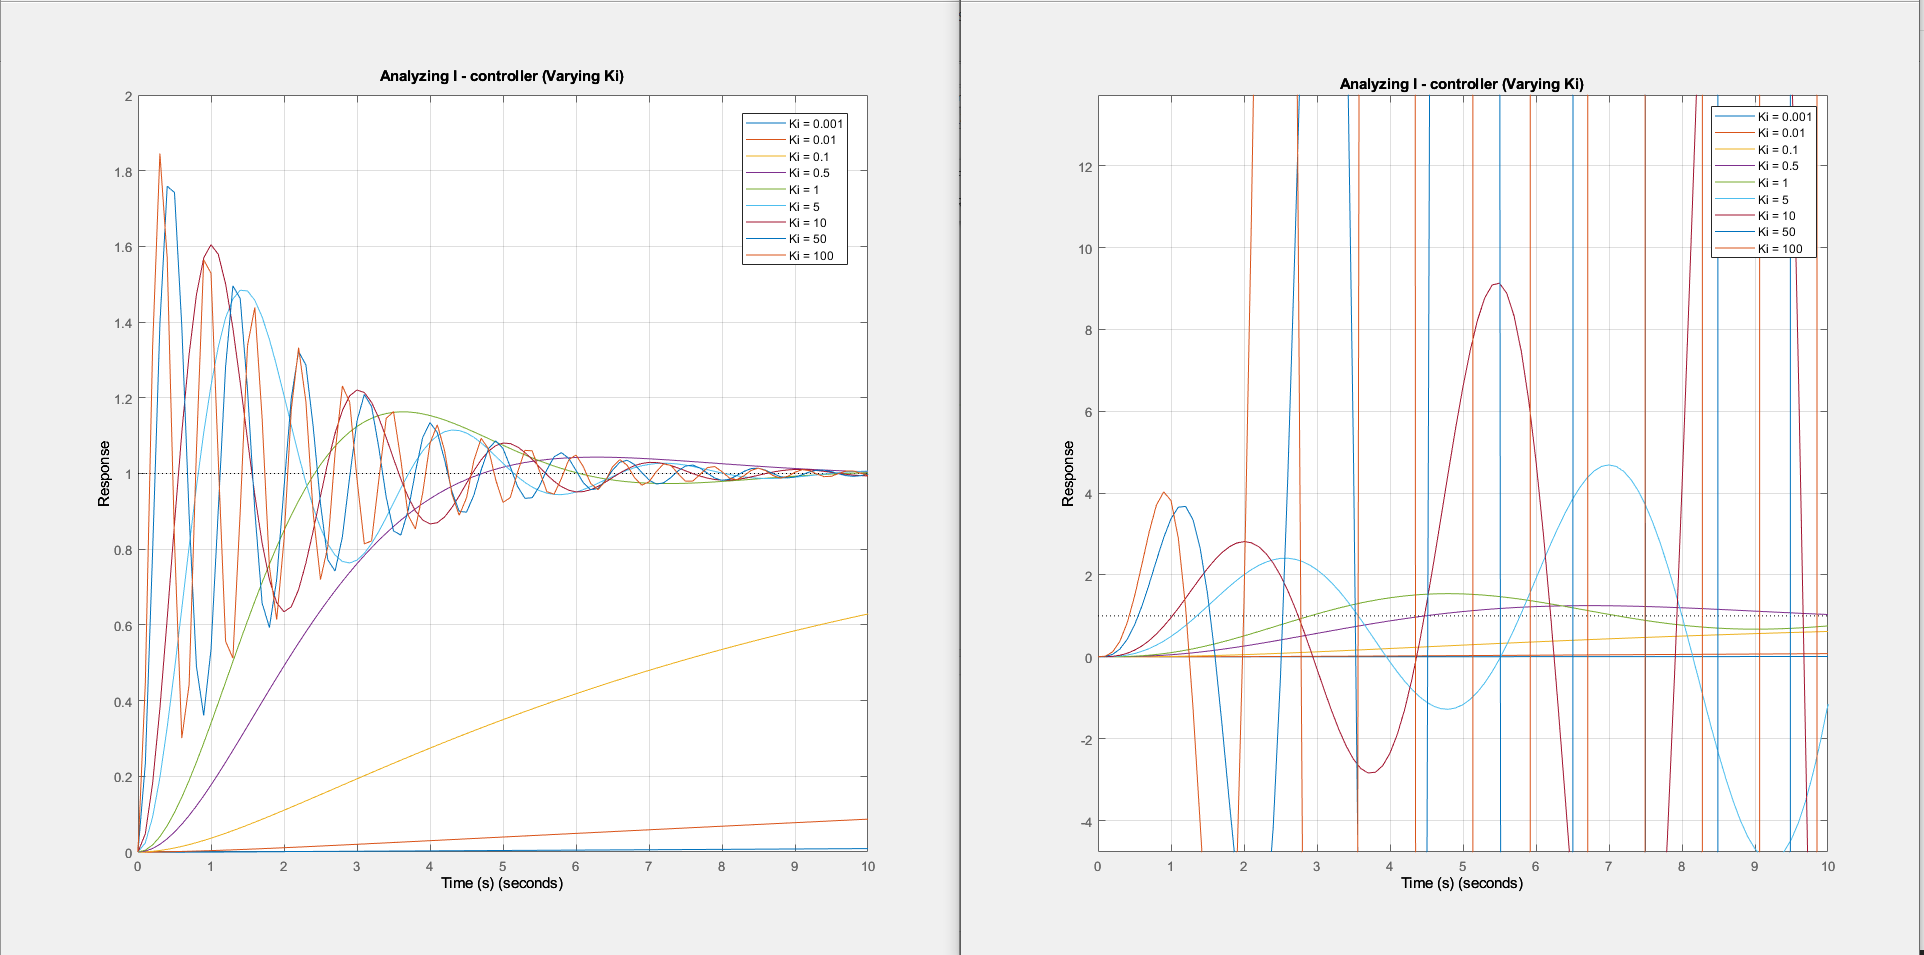 Analyzing I - controller (Varying Ki)
2
1.8
1.6
1.4
1.2
1
0.8
0.6
0.4
0.2
0
Response
Ki = 0.001
Ki = 0.01
Ki = 0.1
Ki = 0.5
Ki = 1
Ki = 5
Ki = 10
Ki = 50
Ki = 100
0 1 2 3 4 5 6 7 8 9 10
Time (s) (seconds)
Analyzing I - controller (Varying Ki)
12
10
8
6
4
2
0
-2
-4
Response
Ki = 0.001
Ki = 0.01
Ki = 0.1
Ki = 0.5
Ki = 1
Ki = 5
Ki = 10
Ki = 50
Ki = 100
0 1 2 3 4 5 6 7 8 9 10
Time (s) (seconds)